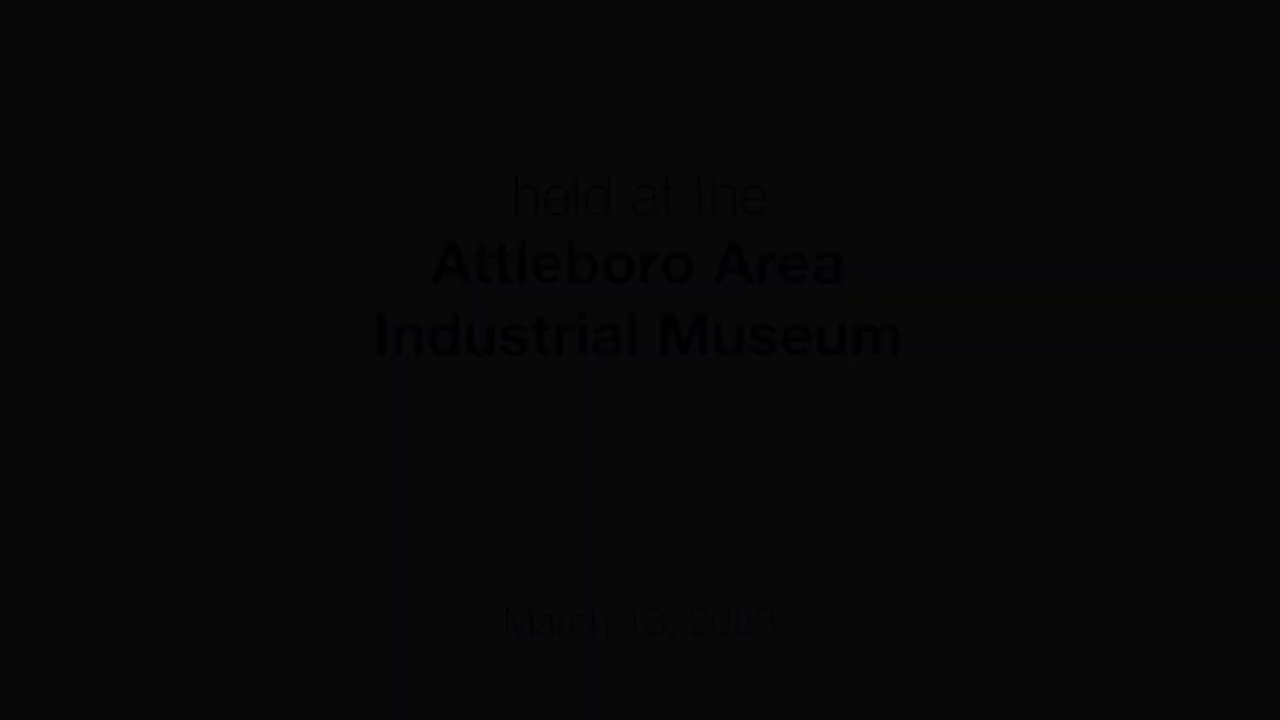 held at the
Attleboro Area
Industrial Museum
March